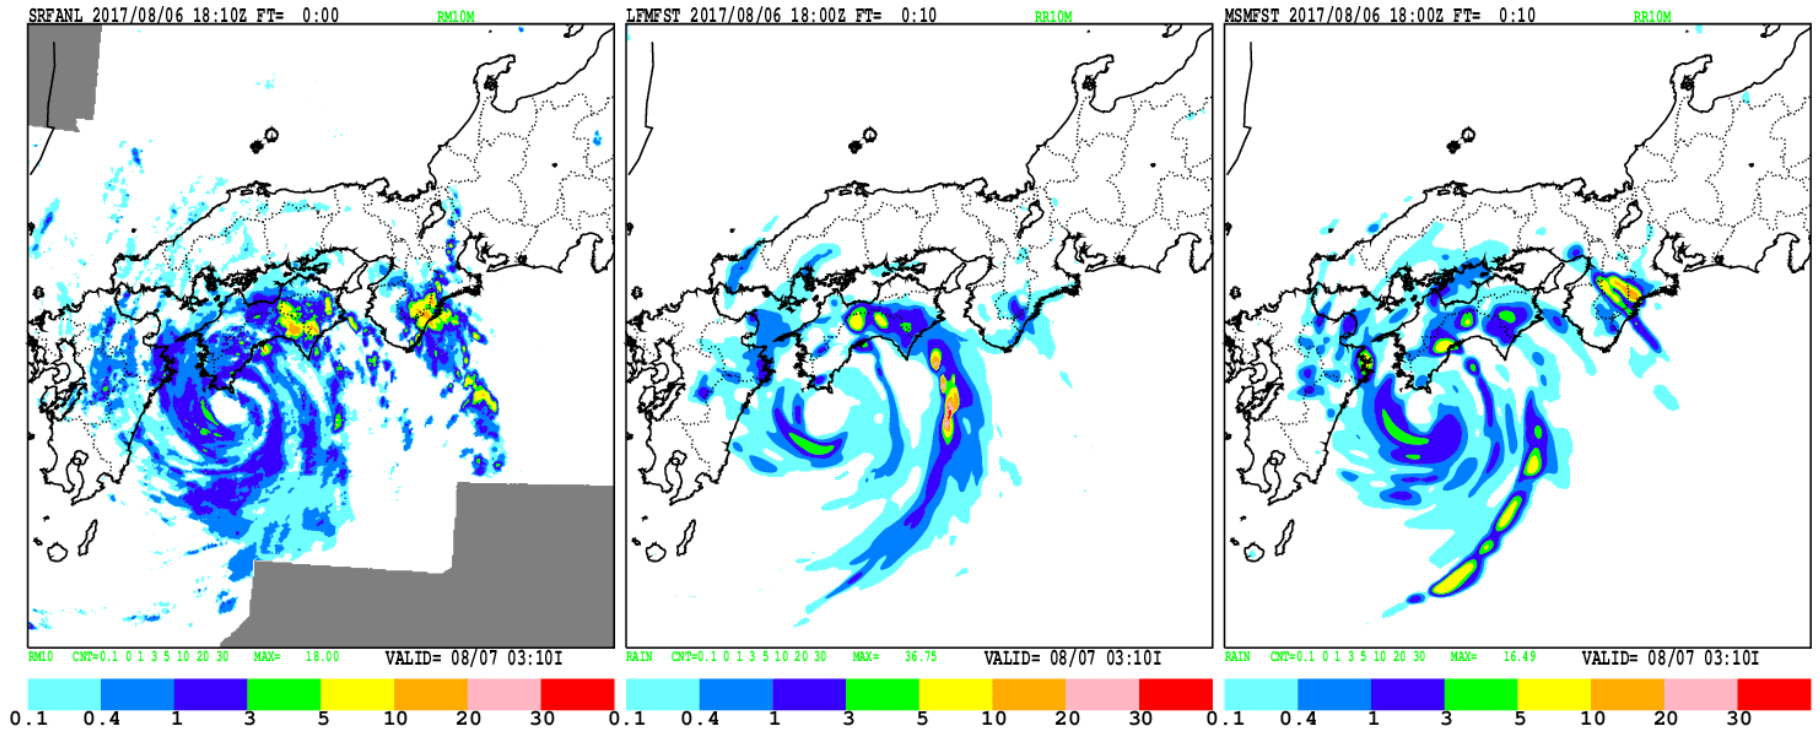 SRFANL 2017/08/06 18:10Z FT= 0:00 RM10M
LFMFST 2017/08/06 18:00Z FT= 0:10 RR10M
MSMFST 2017/08/06 18:00Z FT= 0:10 RR10M
RM10 CNT=0.1 0 1 3 5 10 20 30 MAX= 18.00 VALID= 08/07 03:10I
RAIN CNT=0.1 0 1 3 5 10 20 30 MAX= 36.75 VALID= 08/07 03:10I
RAIN CNT=0.1 0 1 3 5 10 20 30 MAX= 16.49 VALID= 08/07 03:10I
0.1 0.4 1 3 5 10 20 30 0.1 0.4 1 3 5 10 20 30 0.1 0.4 1 3 5 10 20 30